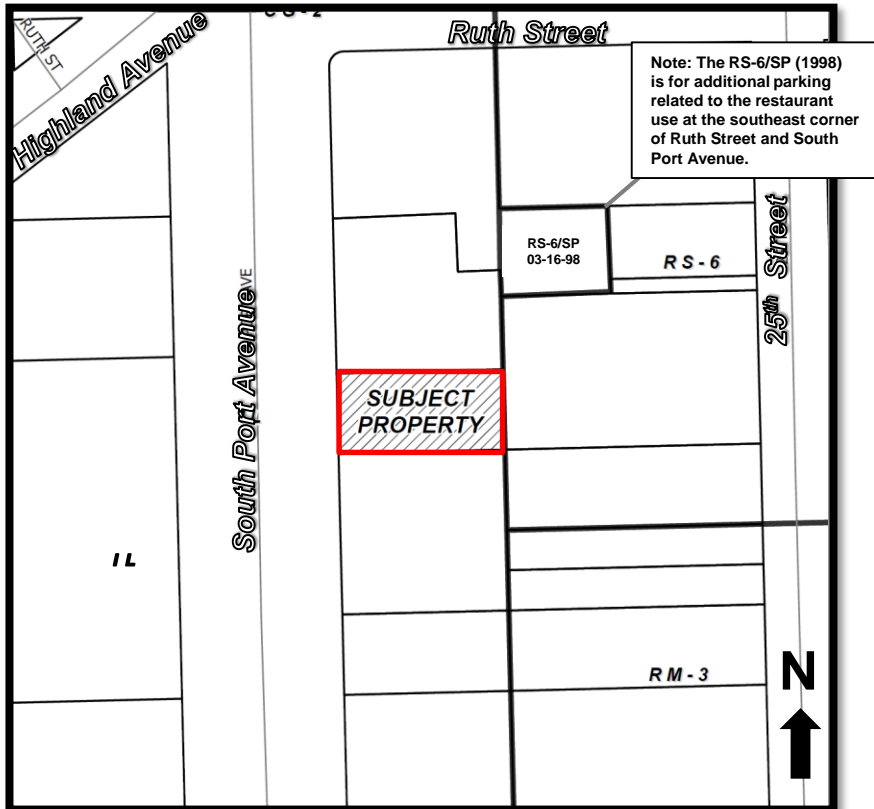 RUTH ST
Highland Avenue
Ruth Street
Note: The RS-6/SP (1998)
is for additional parking
related to the restaurant
use at the southeast corner
of Ruth Street and South
Port Avenue.
RS-6/SP
03-16-98
RS-6
25th Street
South Port Avenue
SUBJECT
PROPERTY
IL
RM-3
N